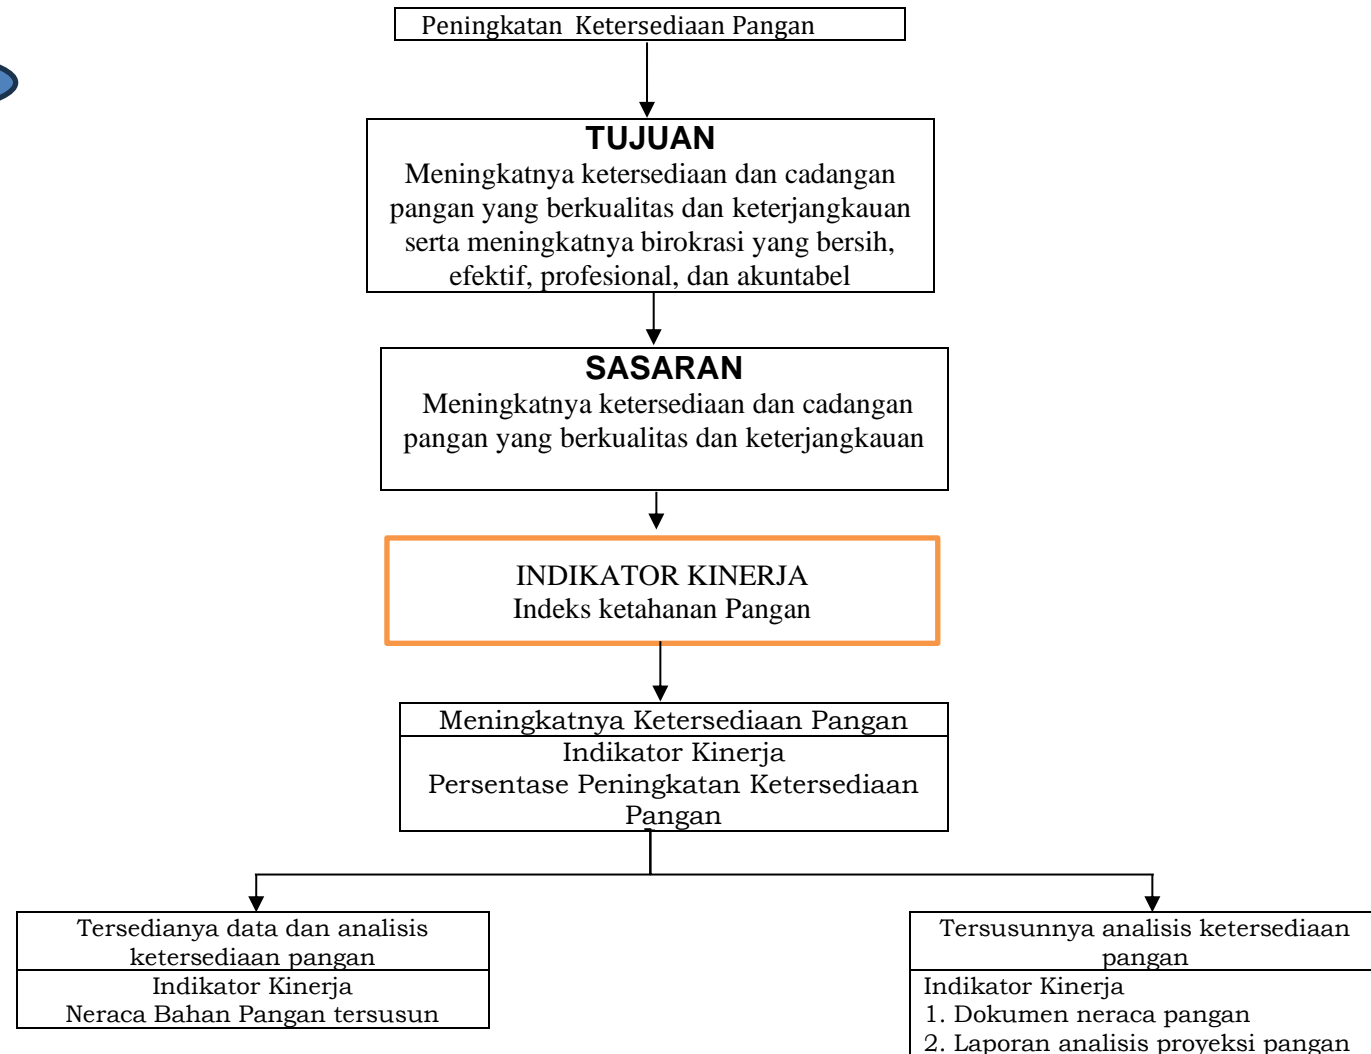 Peningkatan Ketersediaan Pangan
TUJUAN
Meningkatnya ketersediaan dan cadangan
pangan yang berkualitas dan keterjangkauan
serta meningkatnya birokrasi yang bersih,
efektif, profesional, dan akuntabel
SASARAN
Meningkatnya ketersediaan dan cadangan
pangan yang berkualitas dan keterjangkauan
INDIKATOR KINERJA
Indeks ketahanan Pangan
Meningkatnya Ketersediaan Pangan
Indikator Kinerja
Persentase Peningkatan Ketersediaan
Pangan
Tersedianya data dan analisis
ketersediaan pangan
Indikator Kinerja
Neraca Bahan Pangan tersusun
Tersusunnya analisis ketersediaan
pangan
Indikator Kinerja
1. Dokumen neraca pangan
2. Laporan analisis proyeksi pangan